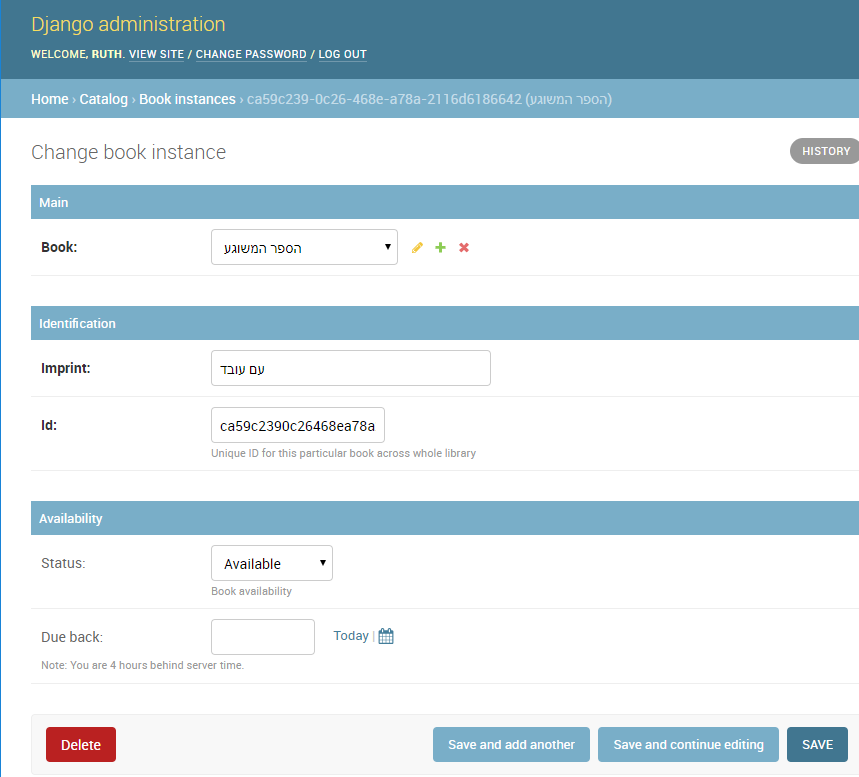 Django administration
WELCOME, RUTH. VIEW SITE / CHANGE PASSWORD / LOG OUT
Home › Catalog › Book instances › ca59c239-0c26-468e-a78a-2116d6186642 (הספר המשוגע)
Change book instance
HISTORY
Main
Book:
הספר המשוגע
Identification
Imprint:
עם עובד
Id:
ca59c2390c26468ea78a
Unique ID for this particular book across whole library
Availability
Status:
Available
Book availability
Due back:
Today |
Note: You are 4 hours behind server time.
Delete
Save and add another
Save and continue editing
SAVE